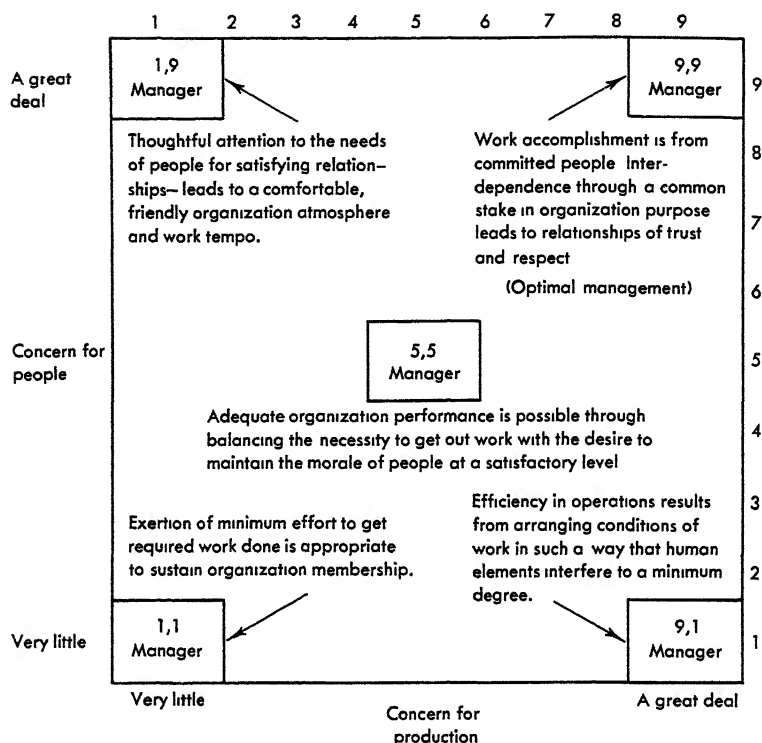 1 2 3 4 5 6 7 8 9
A great
deal
1,9
Manager
9,9
Manager
9
Thoughtful attention to the needs
of people for satisfying relation-
ships— leads to a comfortable,
friendly organization atmosphere
and work tempo.
Work accomplishment is from
committed people Inter-
dependence through a common
stake in organization purpose
leads to relationships of trust
and respect
(Optimal management)
8
7
6
Concern for
people
5,5
Manager
5
Adequate organization performance is possible through
balancing the necessity to get out work with the desire to
maintain the morale of people at a satisfactory level
4
Exertion of minimum effort to get
required work done is appropriate
to sustain organization membership.
Efficiency in operations results
from arranging conditions of
work in such a way that human
elements interfere to a minimum
degree.
3
2
Very little
1,1
Manager
9,1
Manager
1
Very little
A great deal
Concern for
production